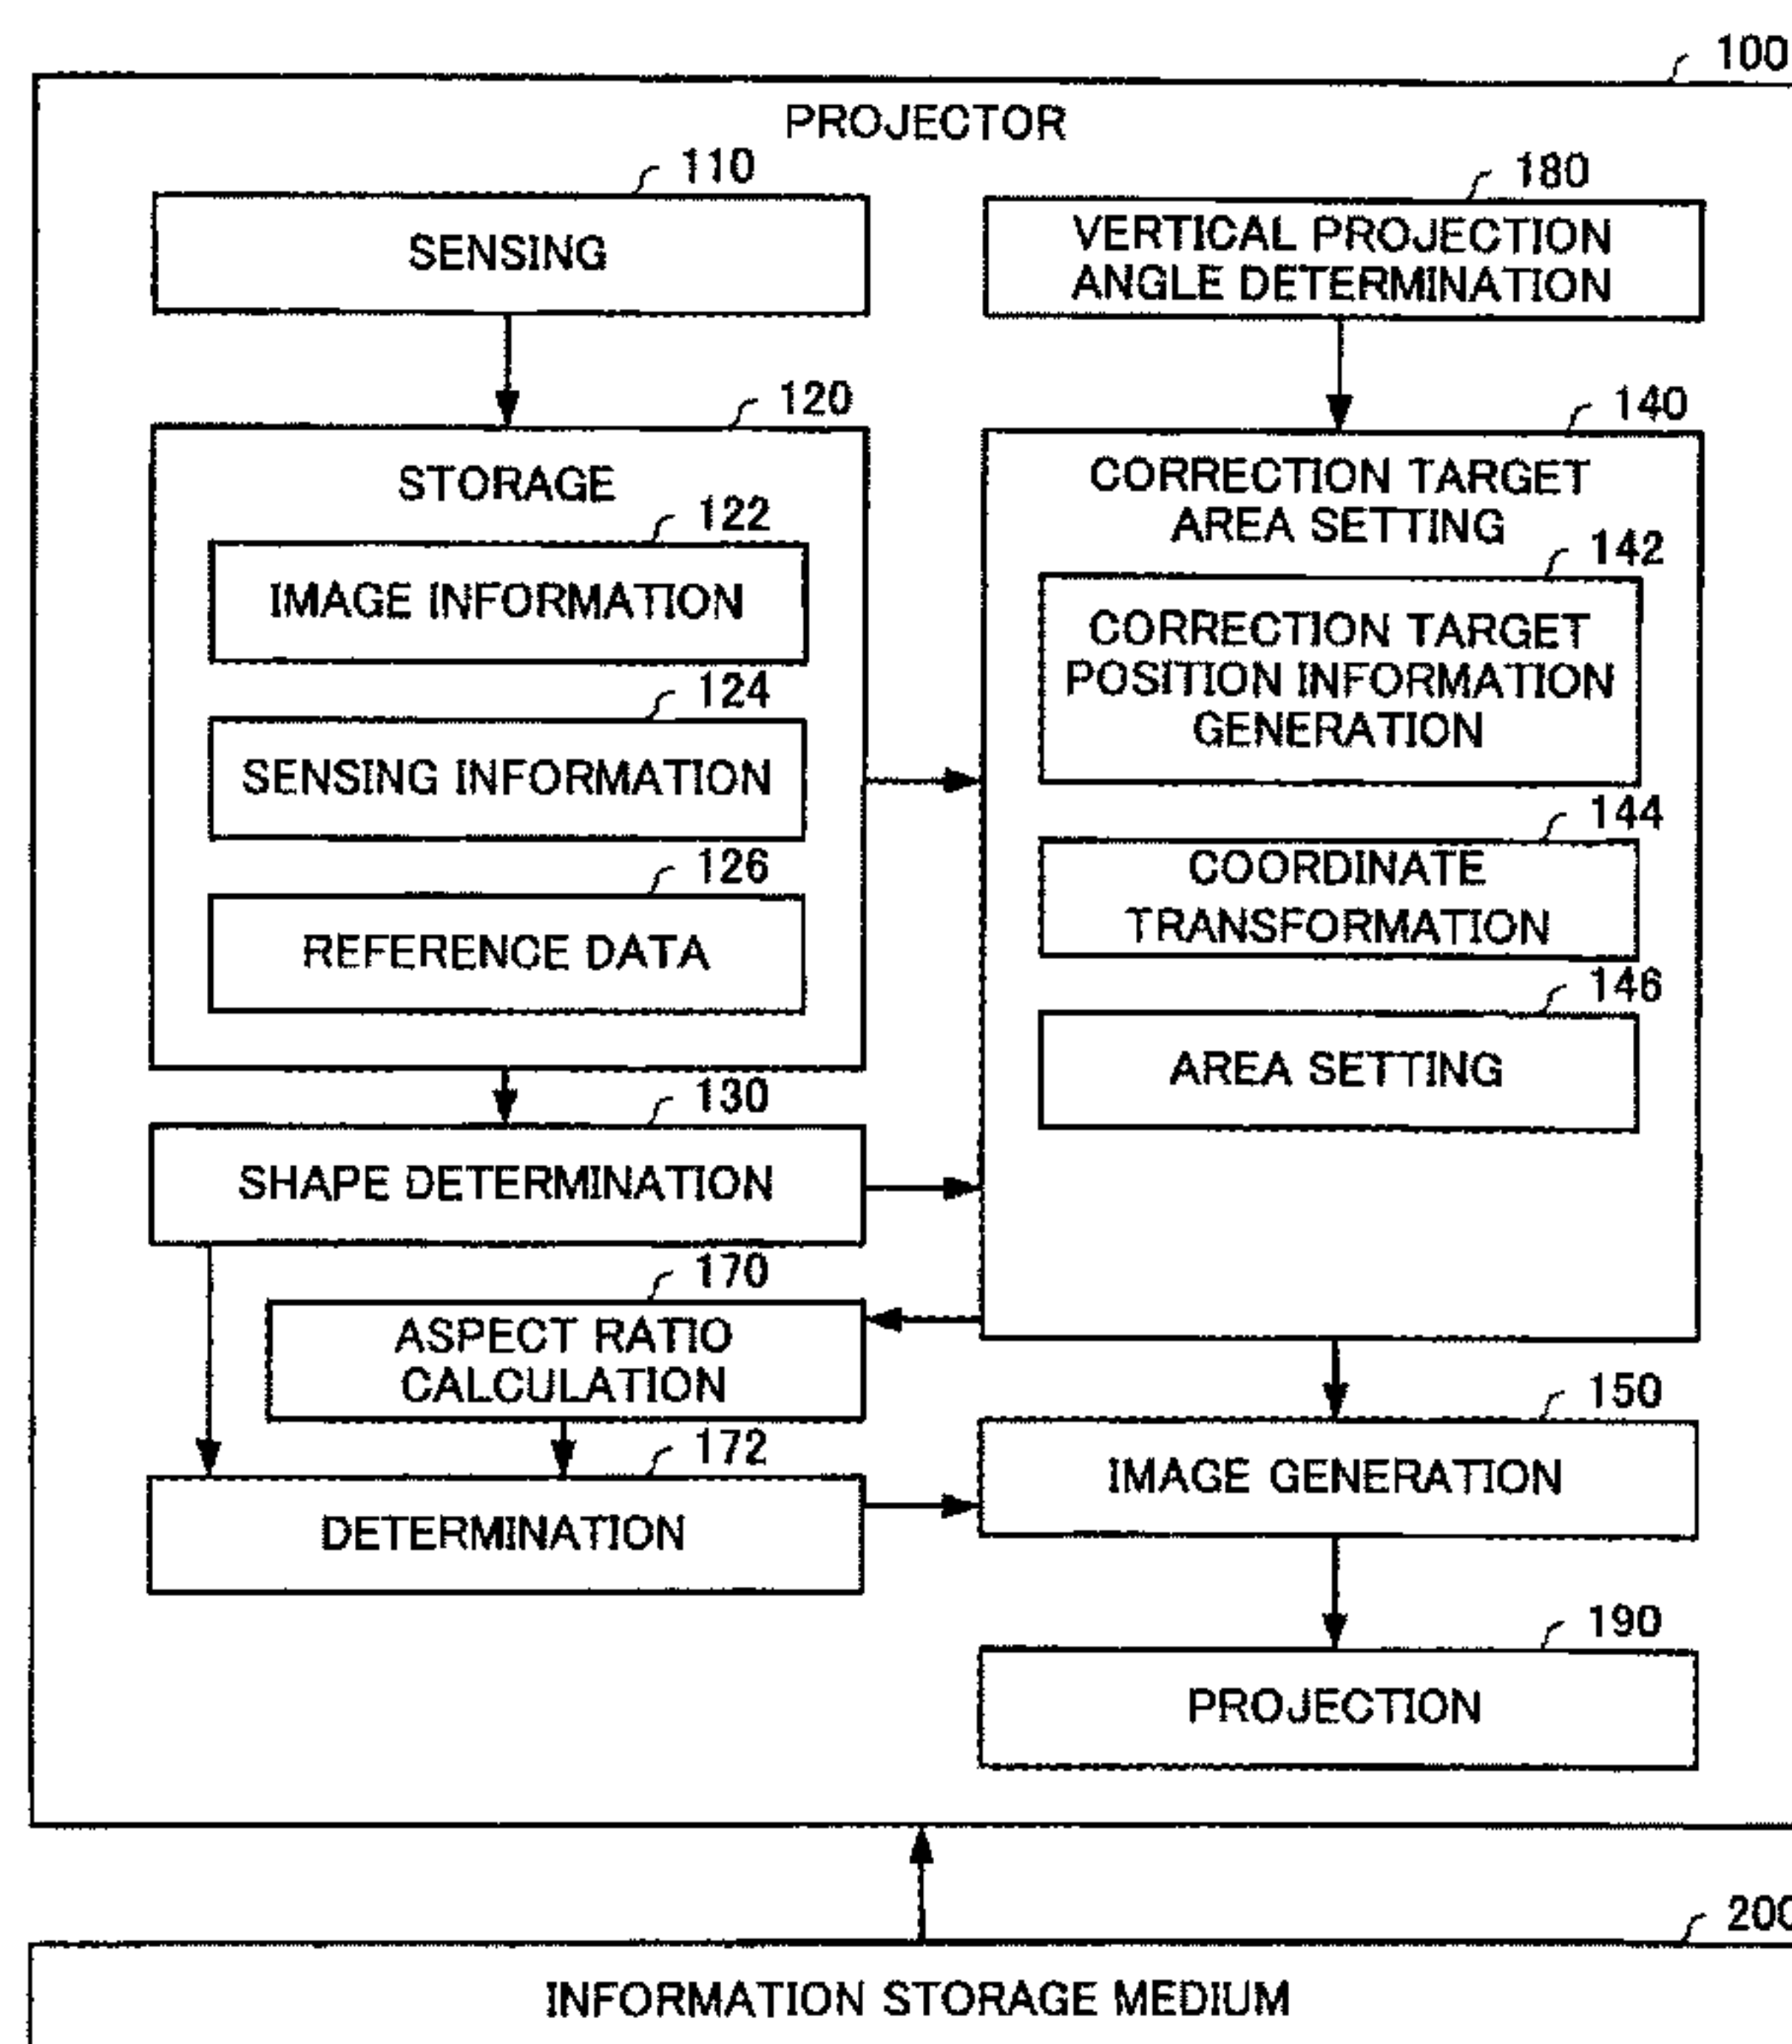 100
PROJECTOR
110
SENSING
180
VERTICAL PROJECTION
ANGLE DETERMINATION
120
STORAGE
122
IMAGE INFORMATION
124
SENSING INFORMATION
126
REFERENCE DATA
140
CORRECTION TARGET
AREA SETTING
142
CORRECTION TARGET
POSITION INFORMATION
GENERATION
144
COORDINATE
TRANSFORMATION
146
AREA SETTING
130
SHAPE DETERMINATION
170
ASPECT RATIO
CALCULATION
172
DETERMINATION
150
IMAGE GENERATION
190
PROJECTION
200
INFORMATION STORAGE MEDIUM